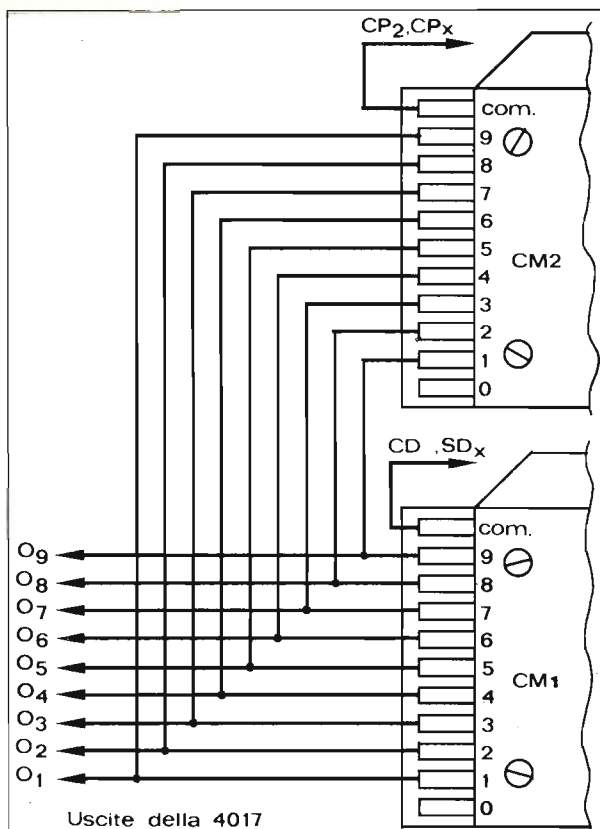 CP₂,CPₓ
com.
9
8
7
6
5
4
3
2
1
0
CM2
CD ,SDₓ
com.
9
8
7
6
5
4
3
2
1
0
CM1
O₉
O₈
O₇
O₆
O₅
O₄
O₃
O₂
O₁
Uscite della 4017